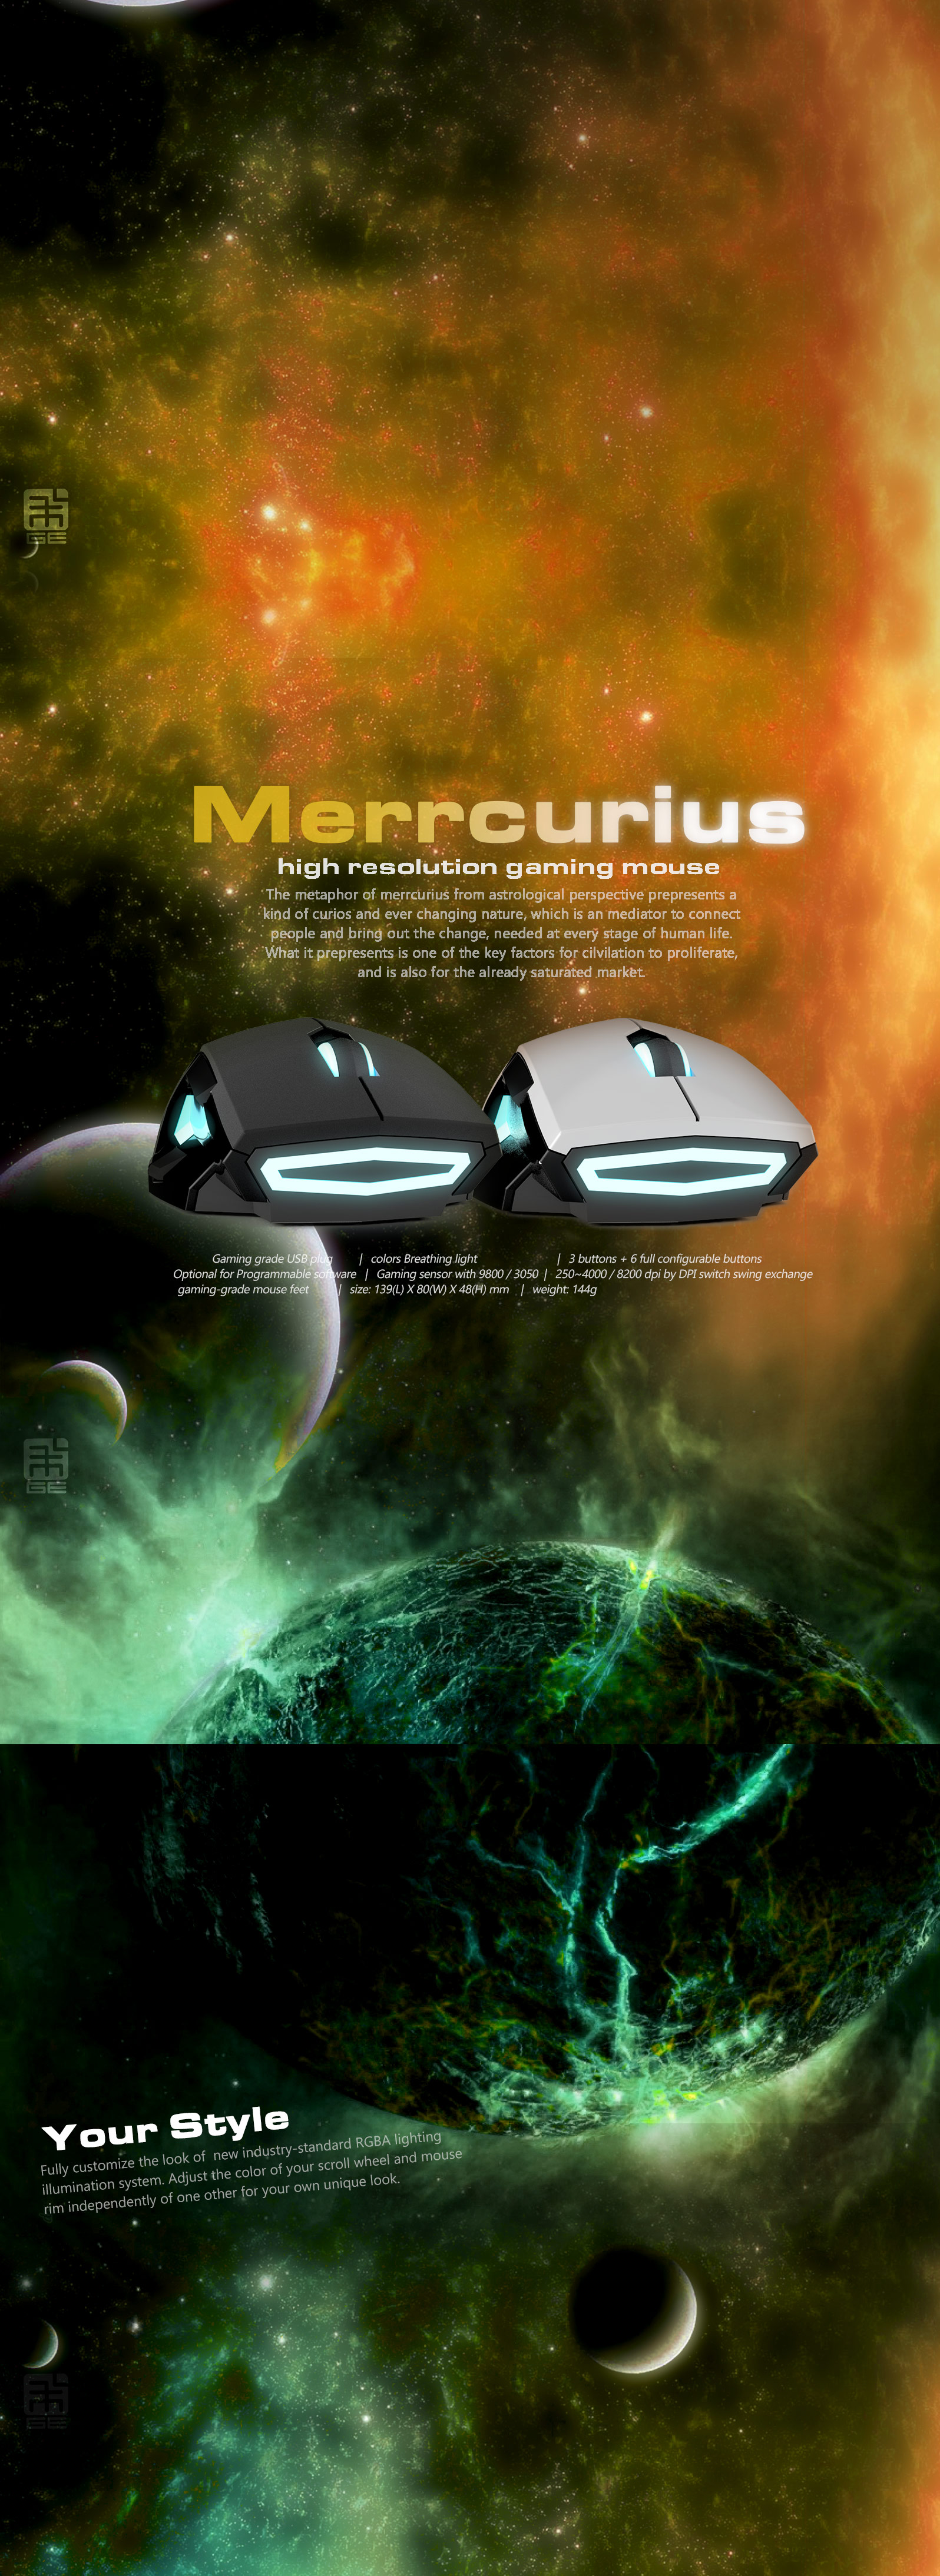 Merrcurius
high resolution gaming mouse
The metaphor of merrcurius from astrological perspective prepresents a
kind of curios and ever changing nature, which is an mediator to connect
people and bring out the change, needed at every stage of human life.
What it prepresents is one of the key factors for cilvilation to proliferate,
and is also for the already saturated market.
Gaming grade USB plug | colors Breathing light | 3 buttons + 6 full configurable buttons
Optional for Programmable software | Gaming sensor with 9800 / 3050 | 250~4000 / 8200 dpi by DPI switch swing exchange
gaming-grade mouse feet | size: 139(L) X 80(W) X 48(H) mm | weight: 144g
Your Style
Fully customize the look of new industry-standard RGBA lighting
illumination system. Adjust the color of your scroll wheel and mouse
rim independently of one other for your own unique look.